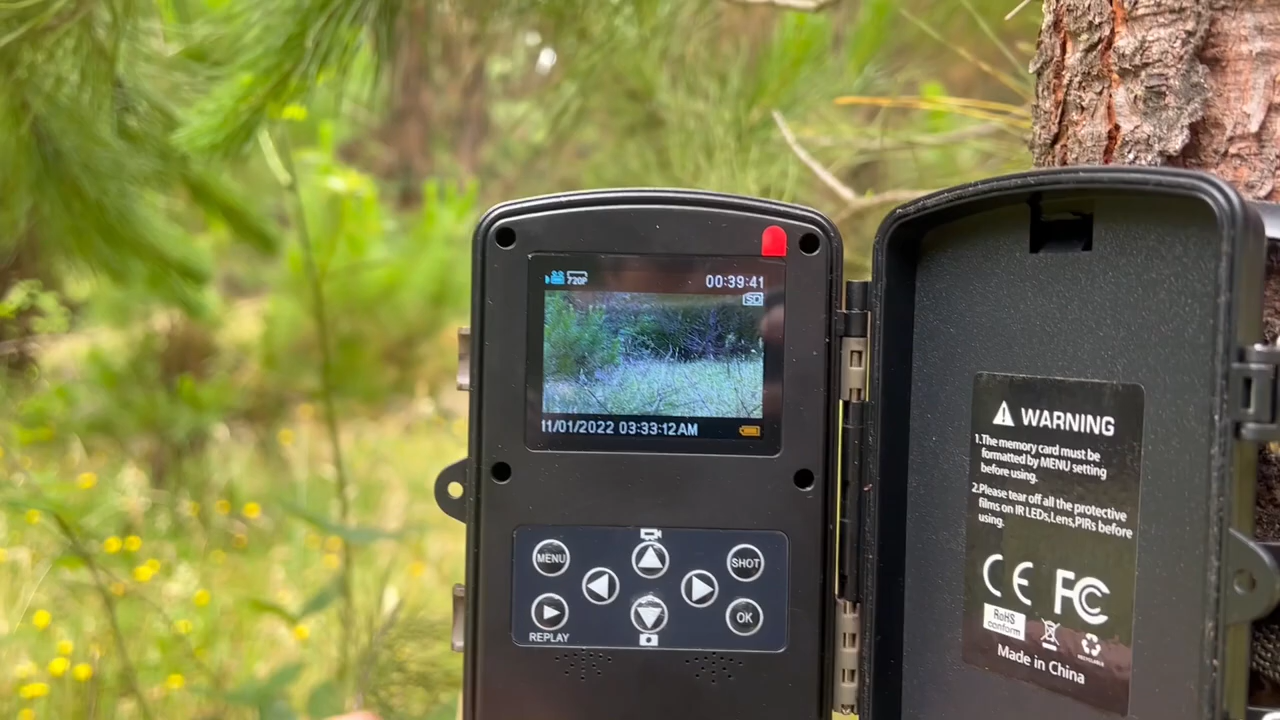 720P 00:39:41
ISO
11/01/2022 03:33:12AM
MENU
SHOT
OK
REPLAY
WARNING
1.The memory card must be
formatted by MENU setting
before using.
2.Please tear off all the protective
films on IR LEDs,Lens,PIRs before
using.
CE FC
RoHS
conform
RECYCLABLE
Made in China